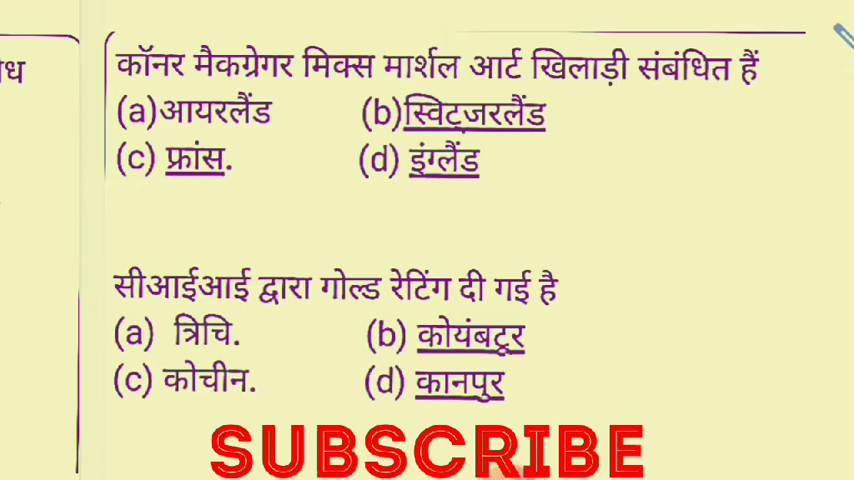 ध
कॉनर मैकग्रेगर मिक्स मार्शल आर्ट खिलाड़ी संबंधित हैं
(a)आयरलैंड (b)स्विट्जरलैंड
(c) फ्रांस. (d) इंग्लैंड
सीआईआई द्वारा गोल्ड रेटिंग दी गई है
(a) त्रिचि. (b) कोयंबटूर
(c) कोचीन. (d) कानपुर
SUBSCRIBE